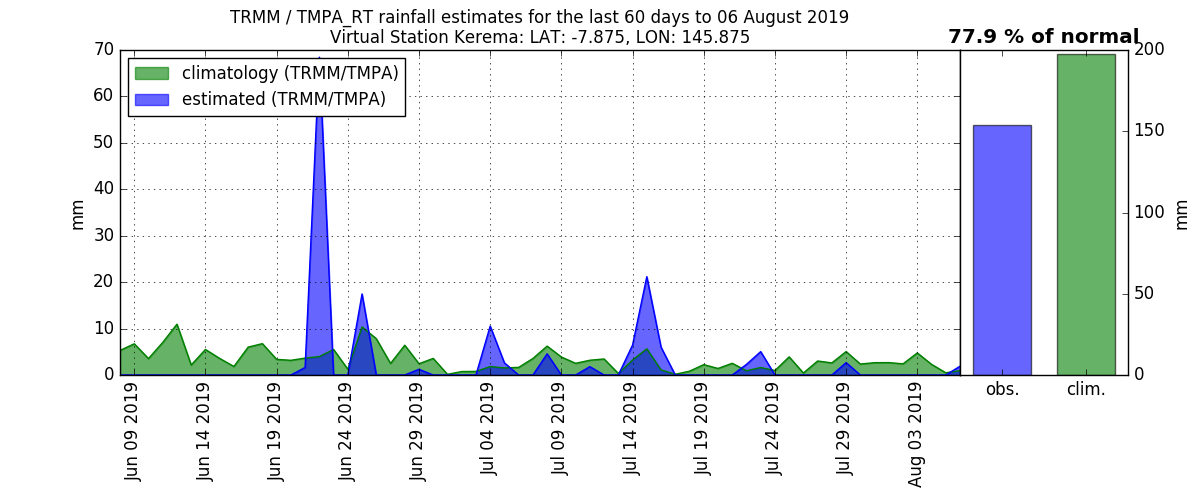 TRMM / TMPA_RT rainfall estimates for the last 60 days to 06 August 2019
Virtual Station Kerema: LAT: -7.875, LON: 145.875
77.9 % of normal
climatology (TRMM/TMPA)
estimated (TRMM/TMPA)
mm
70
60
50
40
30
20
10
0
Jun 09 2019
Jun 14 2019
Jun 19 2019
Jun 24 2019
Jun 29 2019
Jul 04 2019
Jul 09 2019
Jul 14 2019
Jul 19 2019
Jul 24 2019
Jul 29 2019
Aug 03 2019
obs.
clim.
200
150
100
50
0
mm